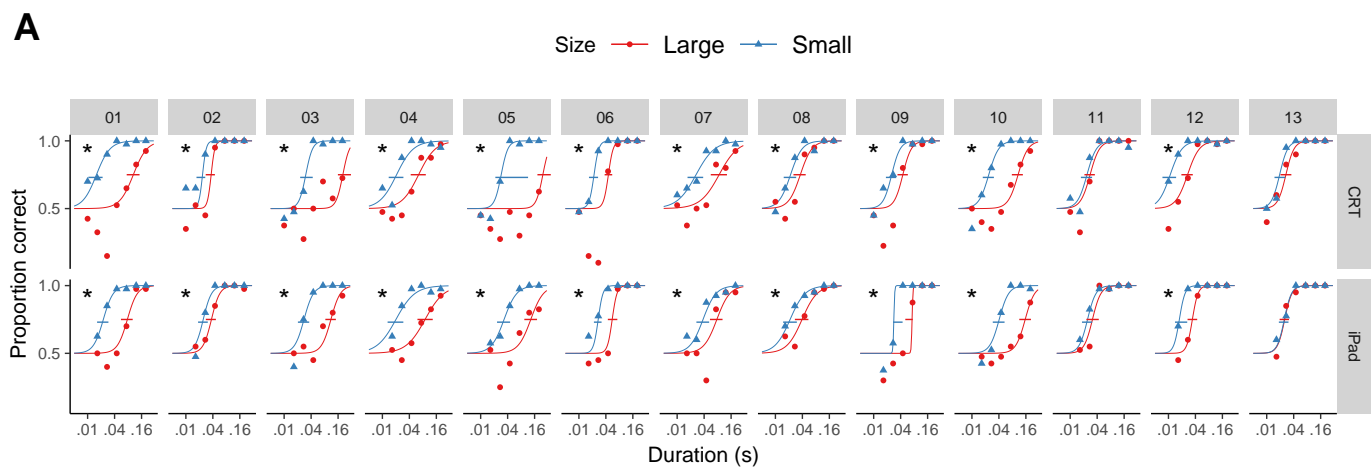 A
Size Large Small
01 02 03 04 05 06 07 08 09 10 11 12 13
1.0
* * * * * * * * * * *
0.5
CRT
1.0
* * * * * * * * * * *
0.5
iPad
Proportion correct
.01 .04 .16 .01 .04 .16 .01 .04 .16 .01 .04 .16 .01 .04 .16 .01 .04 .16 .01 .04 .16 .01 .04 .16 .01 .04 .16 .01 .04 .16 .01 .04 .16 .01 .04 .16 .01 .04 .16
Duration (s)